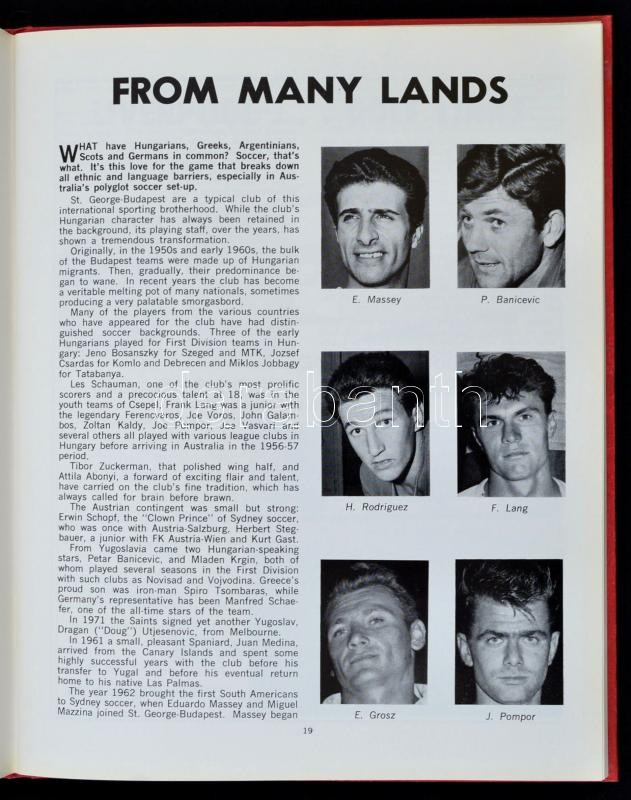 FROM MANY LANDS
WHAT have Hungarians, Greeks, Argentinians,
Scots and Germans in common? Soccer, that's
what. It's this love for the game that breaks down
all ethnic and language barriers, especially in Aus-
tralia's polyglot soccer set-up.
St. George-Budapest are a typical club of this
international sporting brotherhood. While the club's
Hungarian character has always been retained in
the background, its playing staff, over the years, has
shown a tremendous transformation.
Originally, in the 1950s and early 1960s, the bulk
of the Budapest teams were made up of Hungarian
migrants. Then, gradually, their predominance be-
gan to wane. In recent years the club has become
a veritable melting pot of many nationals, sometimes
producing a very palatable smorgasbord.
Many of the players from the various countries
who have appeared for the club have had distin-
guished soccer backgrounds. Three of the early
Hungarians played for First Division teams in Hun-
gary: Jeno Bosanszky for Szeged and MTK, Jozsef
Csardas for Komlo and Debrecen and Miklos Jobbagy
for Tatabanya.
Les Schauman, one of the club's most prolific
scorers and a precocious talent at 18, was in the
youth teams of Csepel, Frank Lang was a junior with
the legendary Ferencvaros, Joe Voros, John Galam-
bos, Zoltan Kaldy, Joe Pompor, Joe Vasvari and
several others all played with various league clubs in
Hungary before arriving in Australia in the 1956-57
period.
Tibor Zuckerman, that polished wing half, and
Attila Abonyi, a forward of exciting flair and talent,
have carried on the club's fine tradition, which has
always called for brain before brawn.
The Austrian contingent was small but strong:
Erwin Schopf, the "Clown Prince" of Sydney soccer,
who was once with Austria-Salzburg, Herbert Steg-
bauer, a junior with FK Austria-Wien and Kurt Gast.
From Yugoslavia came two Hungarian-speaking
stars, Petar Banicevic, and Mladen Krgin, both of
whom played several seasons in the First Division
with such clubs as Novisad and Vojvodina. Greece's
proud son was iron-man Spiro Tsombaras, while
Germany's representative has been Manfred Schae-
fer, one of the all-time stars of the team.
In 1971 the Saints signed yet another Yugoslav,
Dragan ("Doug") Utjesenovic, from Melbourne.
In 1961 a small, pleasant Spaniard, Juan Medina,
arrived from the Canary Islands and spent some
highly successful years with the club before his
transfer to Yugal and before his eventual return
home to his native Las Palmas.
The year 1962 brought the first South Americans
to Sydney soccer, when Eduardo Massey and Miguel
Mazzina joined St. George-Budapest. Massey began
E. Massey
P. Banicevic
H. Rodriguez
F. Lang
E. Grosz
J. Pompor
19
darabanth.com